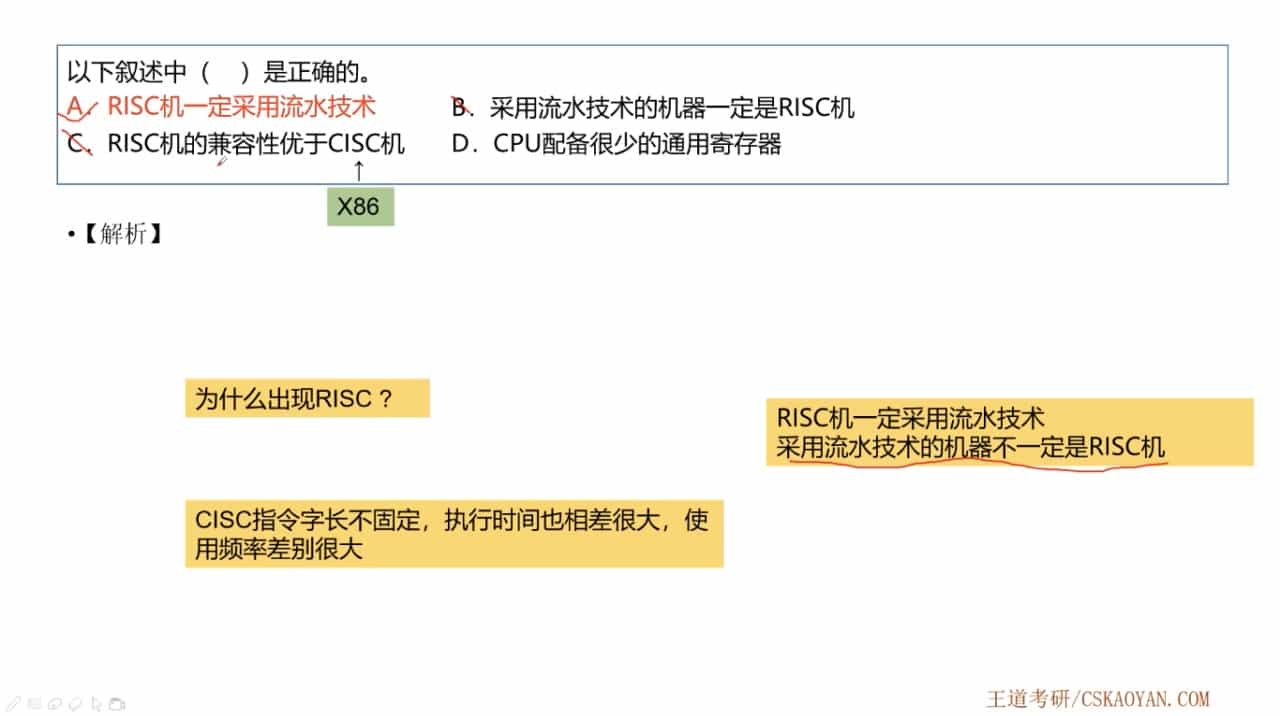 以下叙述中（ ）是正确的。
A．RISC机一定采用流水技术 B．采用流水技术的机器一定是RISC机
C．RISC机的兼容性优于CISC机 D．CPU配备很少的通用寄存器
↑
X86
•【解析】
为什么出现RISC？
RISC机一定采用流水技术
采用流水技术的机器不一定是RISC机
CISC指令字长不固定，执行时间也相差很大，使
用频率差别很大
王道考研/CSKAOYAN.COM